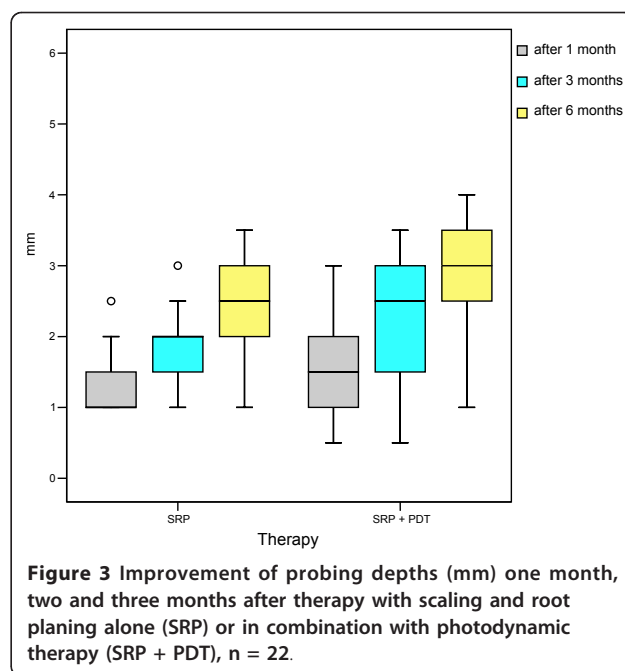 6
5
4
3
2
1
0
mm
SRP
SRP + PDT
Therapy
after 1 month
after 3 months
after 6 months
Figure 3 Improvement of probing depths (mm) one month,
two and three months after therapy with scaling and root
planing alone (SRP) or in combination with photodynamic
therapy (SRP + PDT), n = 22.